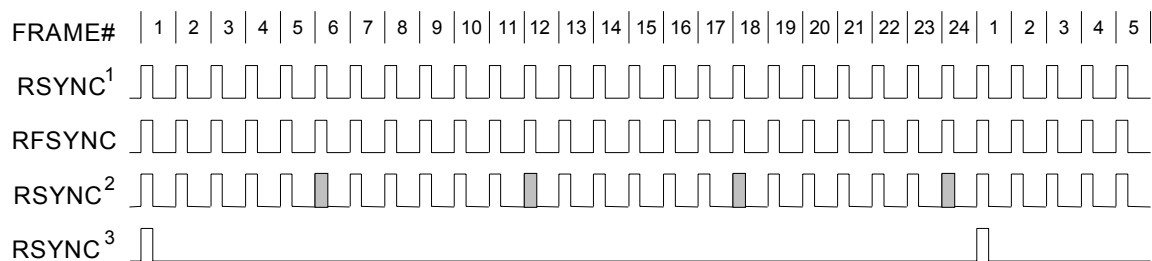 FRAME# 1 2 3 4 5 6 7 8 9 10 11 12 13 14 15 16 17 18 19 20 21 22 23 24 1 2 3 4 5
RSYNC¹
RFSYNC
RSYNC²
RSYNC³